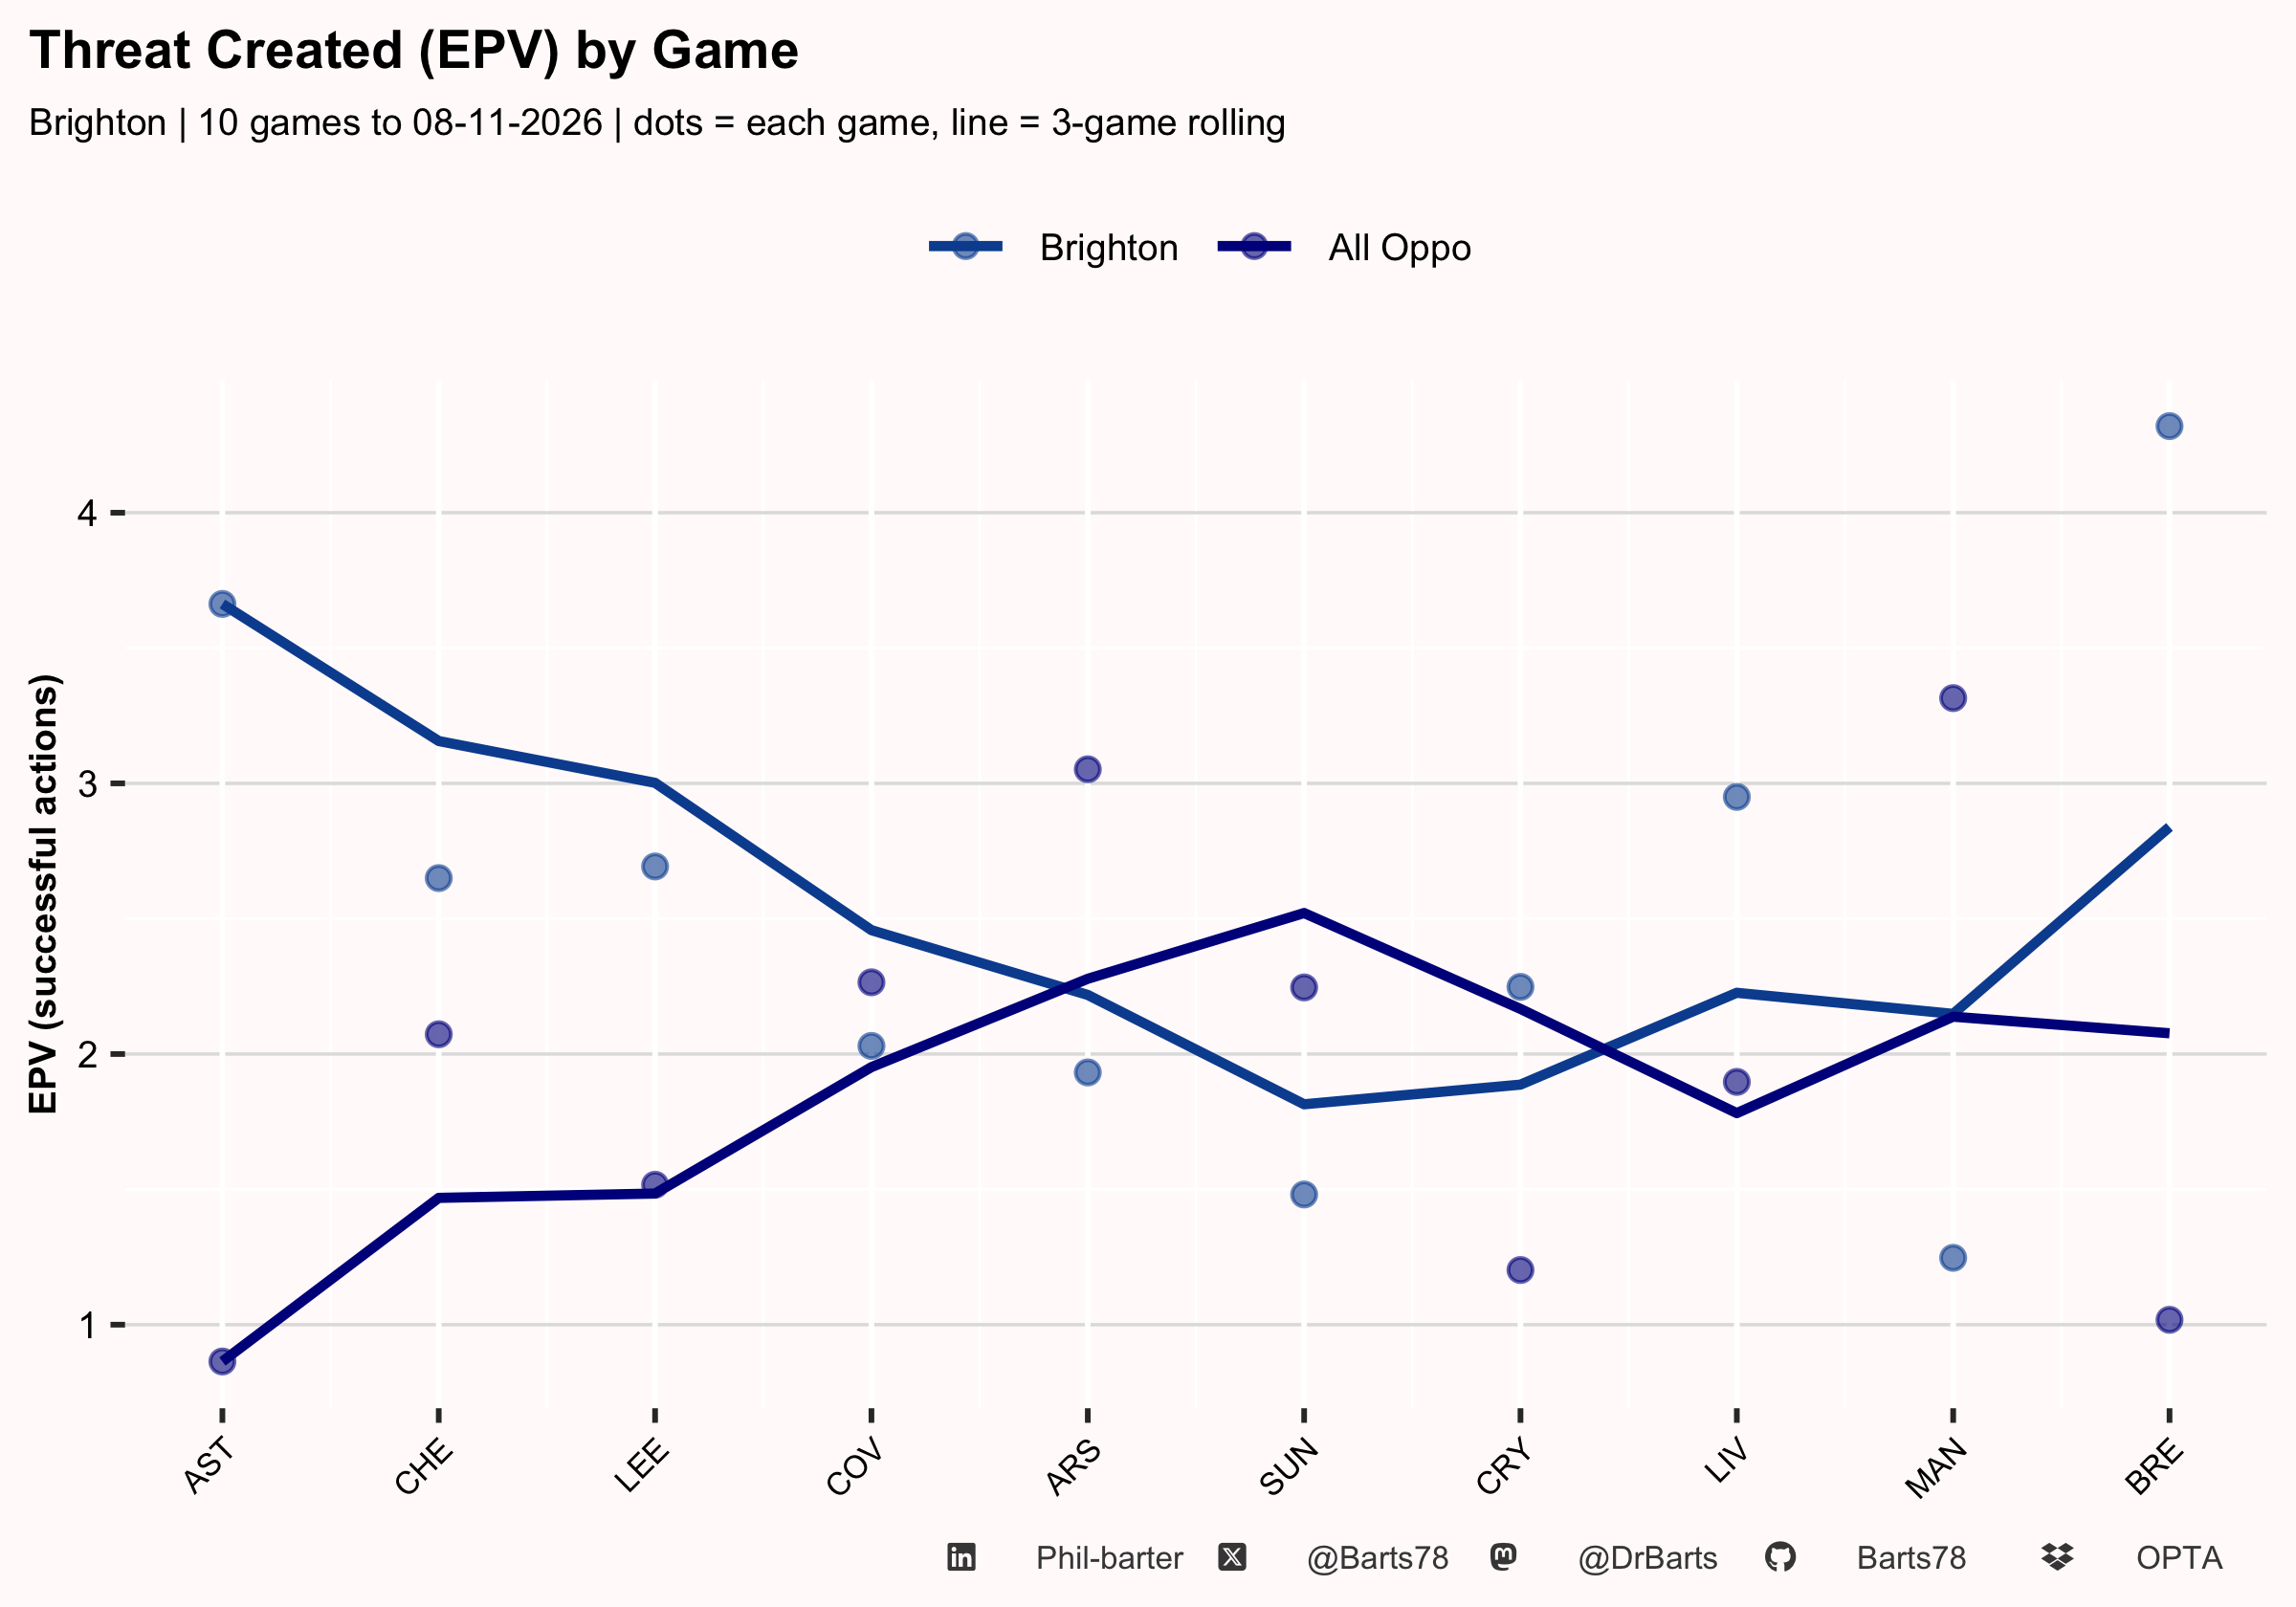 Threat Created (EPV) by Game
Brighton | 10 games to 08-11-2026 | dots = each game, line = 3-game rolling
Brighton All Oppo
EPV (successful actions)
4
3
2
1
AST CHE LEE COV ARS SUN CRY LIV MAN BRE
in Phil-barter X @Barts78 m @DrBarts Barts78 OPTA